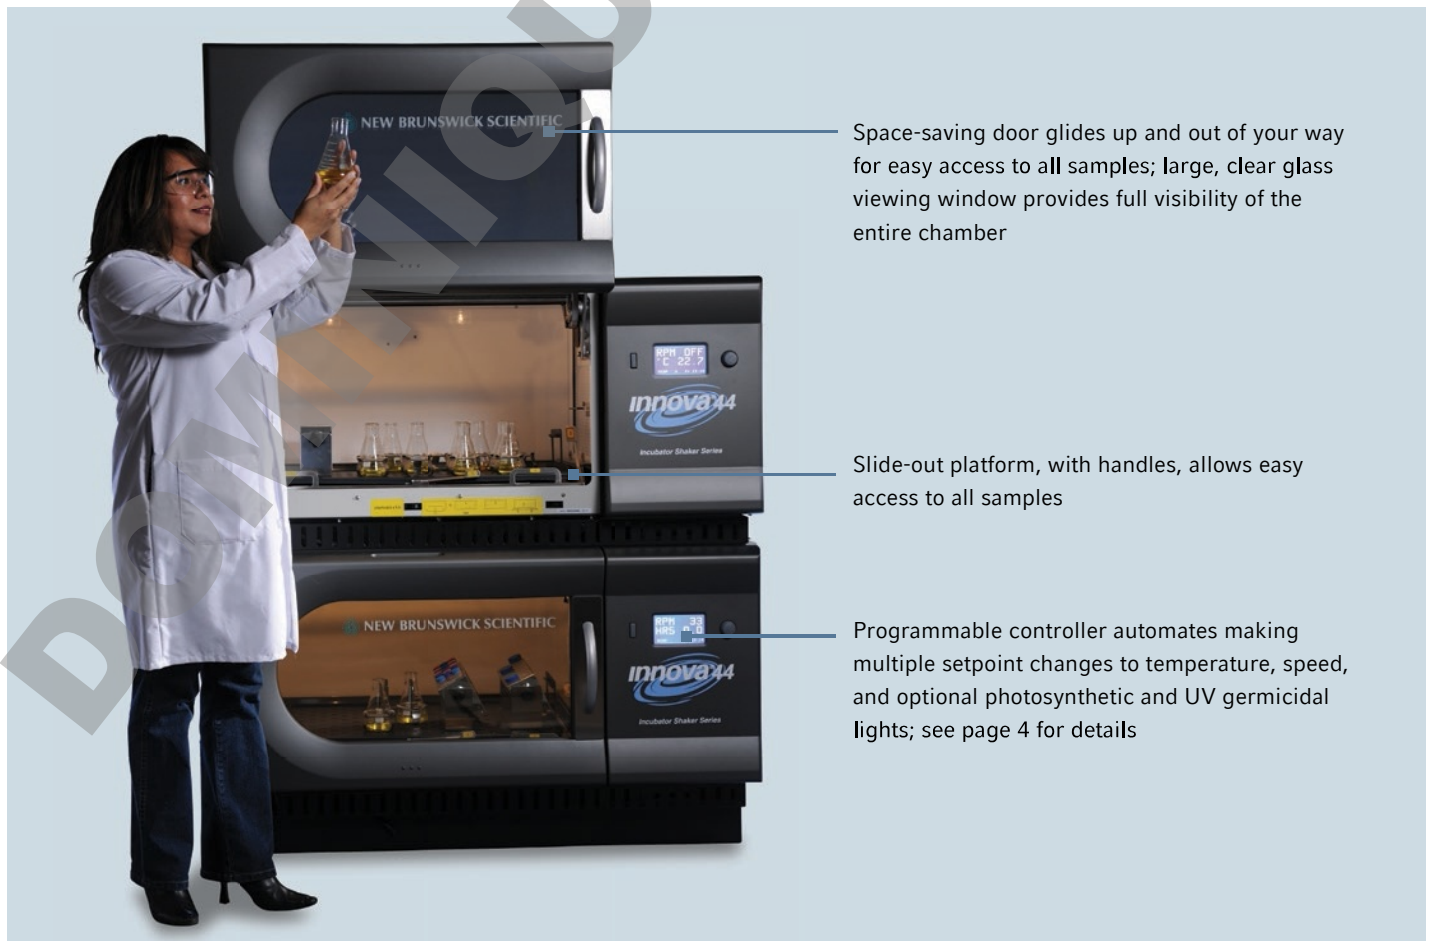 NEW BRUNSWICK SCIENTIFIC
Space-saving door glides up and out of your way
for easy access to all samples; large, clear glass
viewing window provides full visibility of the
entire chamber
RPM OFF
°C 22.7
innova 44
Incubator Shaker Series
Slide-out platform, with handles, allows easy
access to all samples
NEW BRUNSWICK SCIENTIFIC
RPM 33
HRS
innova 44
Incubator Shaker Series
Programmable controller automates making
multiple setpoint changes to temperature, speed,
and optional photosynthetic and UV germicidal
lights; see page 4 for details
DOMINIQU